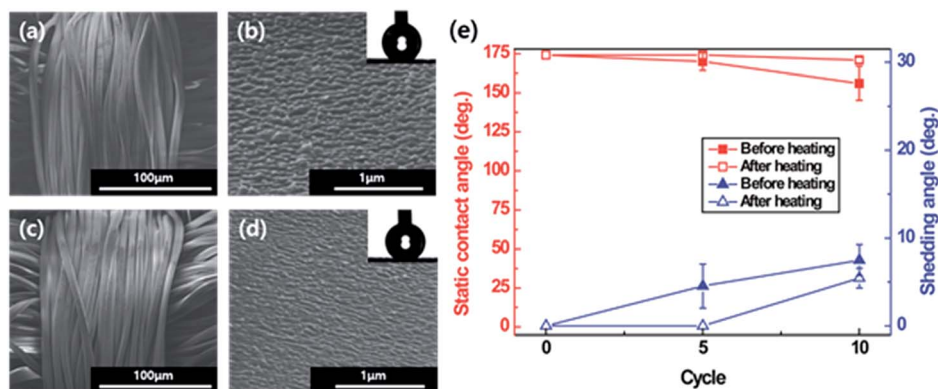 (a)
100μm
(b)
1μm
(c)
100μm
(d)
1μm
(e)
Static contact angle (deg.)
175
150
125
100
75
50
25
0
30
20
10
0
Shedding angle (deg.)
Before heating
After heating
Before heating
After heating
0
5
10
Cycle